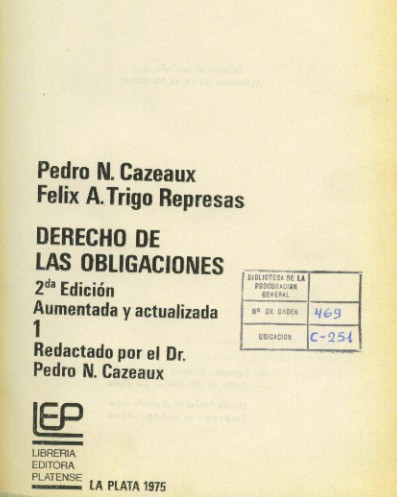 Pedro N. Cazeaux
Felix A. Trigo Represas
DERECHO DE
LAS OBLIGACIONES
2da Edición
Aumentada y actualizada
1
Redactado por el Dr.
Pedro N. Cazeaux
BIBLIOTECA DE LA
PROCURACION
GENERAL
Nº DE ORDEN 469
UBICACION C-251
LEP
LIBRERIA
EDITORA
PLATENSE
LA PLATA 1975